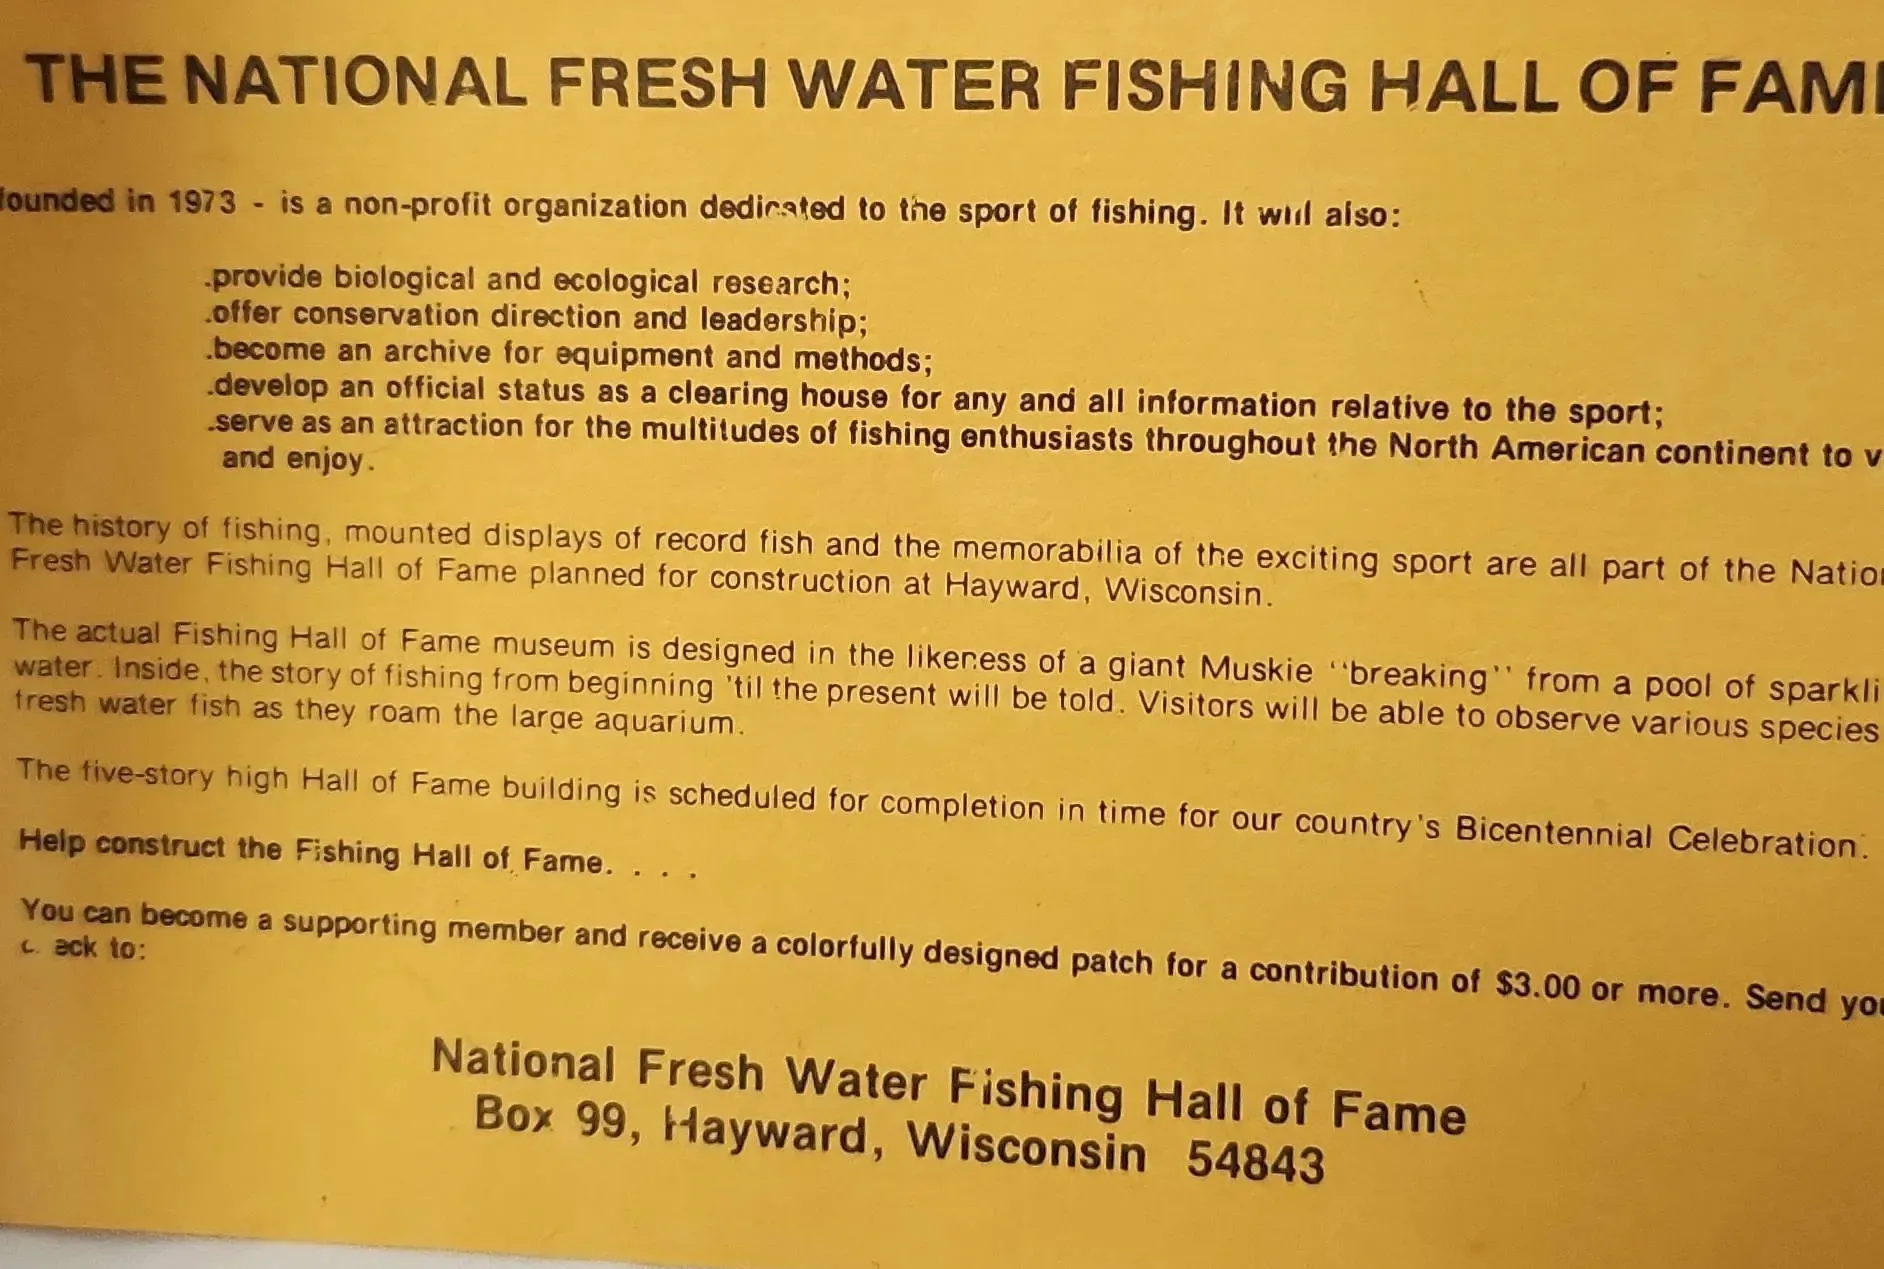 THE NATIONAL FRESH WATER FISHING HALL OF FAME
founded in 1973 - is a non-profit organization dedicated to the sport of fishing. It will also:
.provide biological and ecological research;
.offer conservation direction and leadership;
.become an archive for equipment and methods;
.develop an official status as a clearing house for any and all information relative to the sport;
.serve as an attraction for the multitudes of fishing enthusiasts throughout the North American continent to v
and enjoy.
The history of fishing, mounted displays of record fish and the memorabilia of the exciting sport are all part of the Nation
Fresh Water Fishing Hall of Fame planned for construction at Hayward, Wisconsin.
The actual Fishing Hall of Fame museum is designed in the likeness of a giant Muskie ''breaking'' from a pool of sparkli
water. Inside, the story of fishing from beginning 'til the present will be told. Visitors will be able to observe various species
fresh water fish as they roam the large aquarium.
The five-story high Hall of Fame building is scheduled for completion in time for our country's Bicentennial Celebration.
Help construct the Fishing Hall of Fame. . . .
You can become a supporting member and receive a colorfully designed patch for a contribution of $3.00 or more. Send you
to:
National Fresh Water Fishing Hall of Fame
Box 99, Hayward, Wisconsin 54843